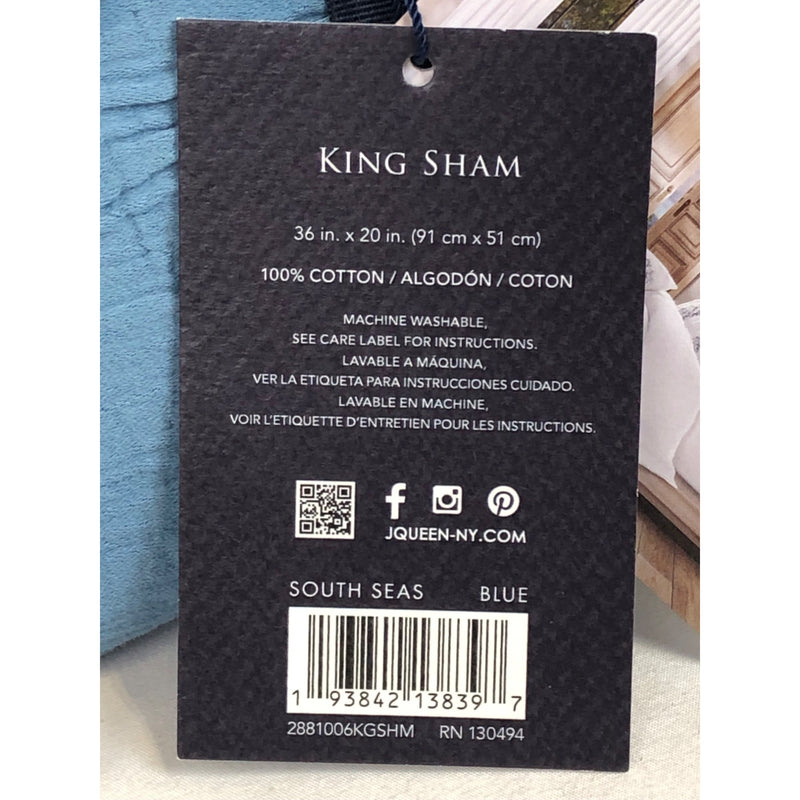 KING SHAM
36 in. x 20 in. (91 cm x 51 cm)
100% COTTON / ALGODÓN / COTON
MACHINE WASHABLE,
SEE CARE LABEL FOR INSTRUCTIONS.
LAVABLE A MÁQUINA,
VER LA ETIQUETA PARA INSTRUCCIONES CUIDADO.
LAVABLE EN MACHINE,
VOIR L'ETIQUETTE D'ENTRETIEN POUR LES INSTRUCTIONS.
JQUEEN-NY.COM
SOUTH SEAS BLUE
1 93842 13839 7
2881006KGSHM RN 130494